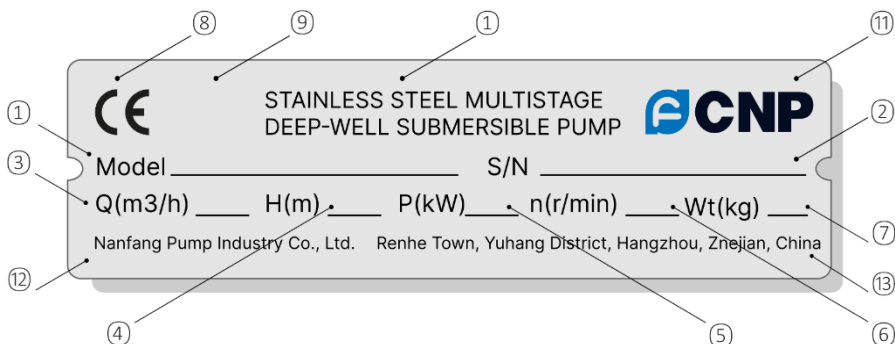 ⑧ ⑨ ① ⑪
CE STAINLESS STEEL MULTISTAGE
DEEP-WELL SUBMERSIBLE PUMP CNP
① ②
Model S/N
③
Q(m3/h) H(m) P(kW) n(r/min) Wt(kg)
⑦
Nanfang Pump Industry Co., Ltd. Renhe Town, Yuhang District, Hangzhou, Znejian, China
⑫ ⑬
④ ⑤ ⑥